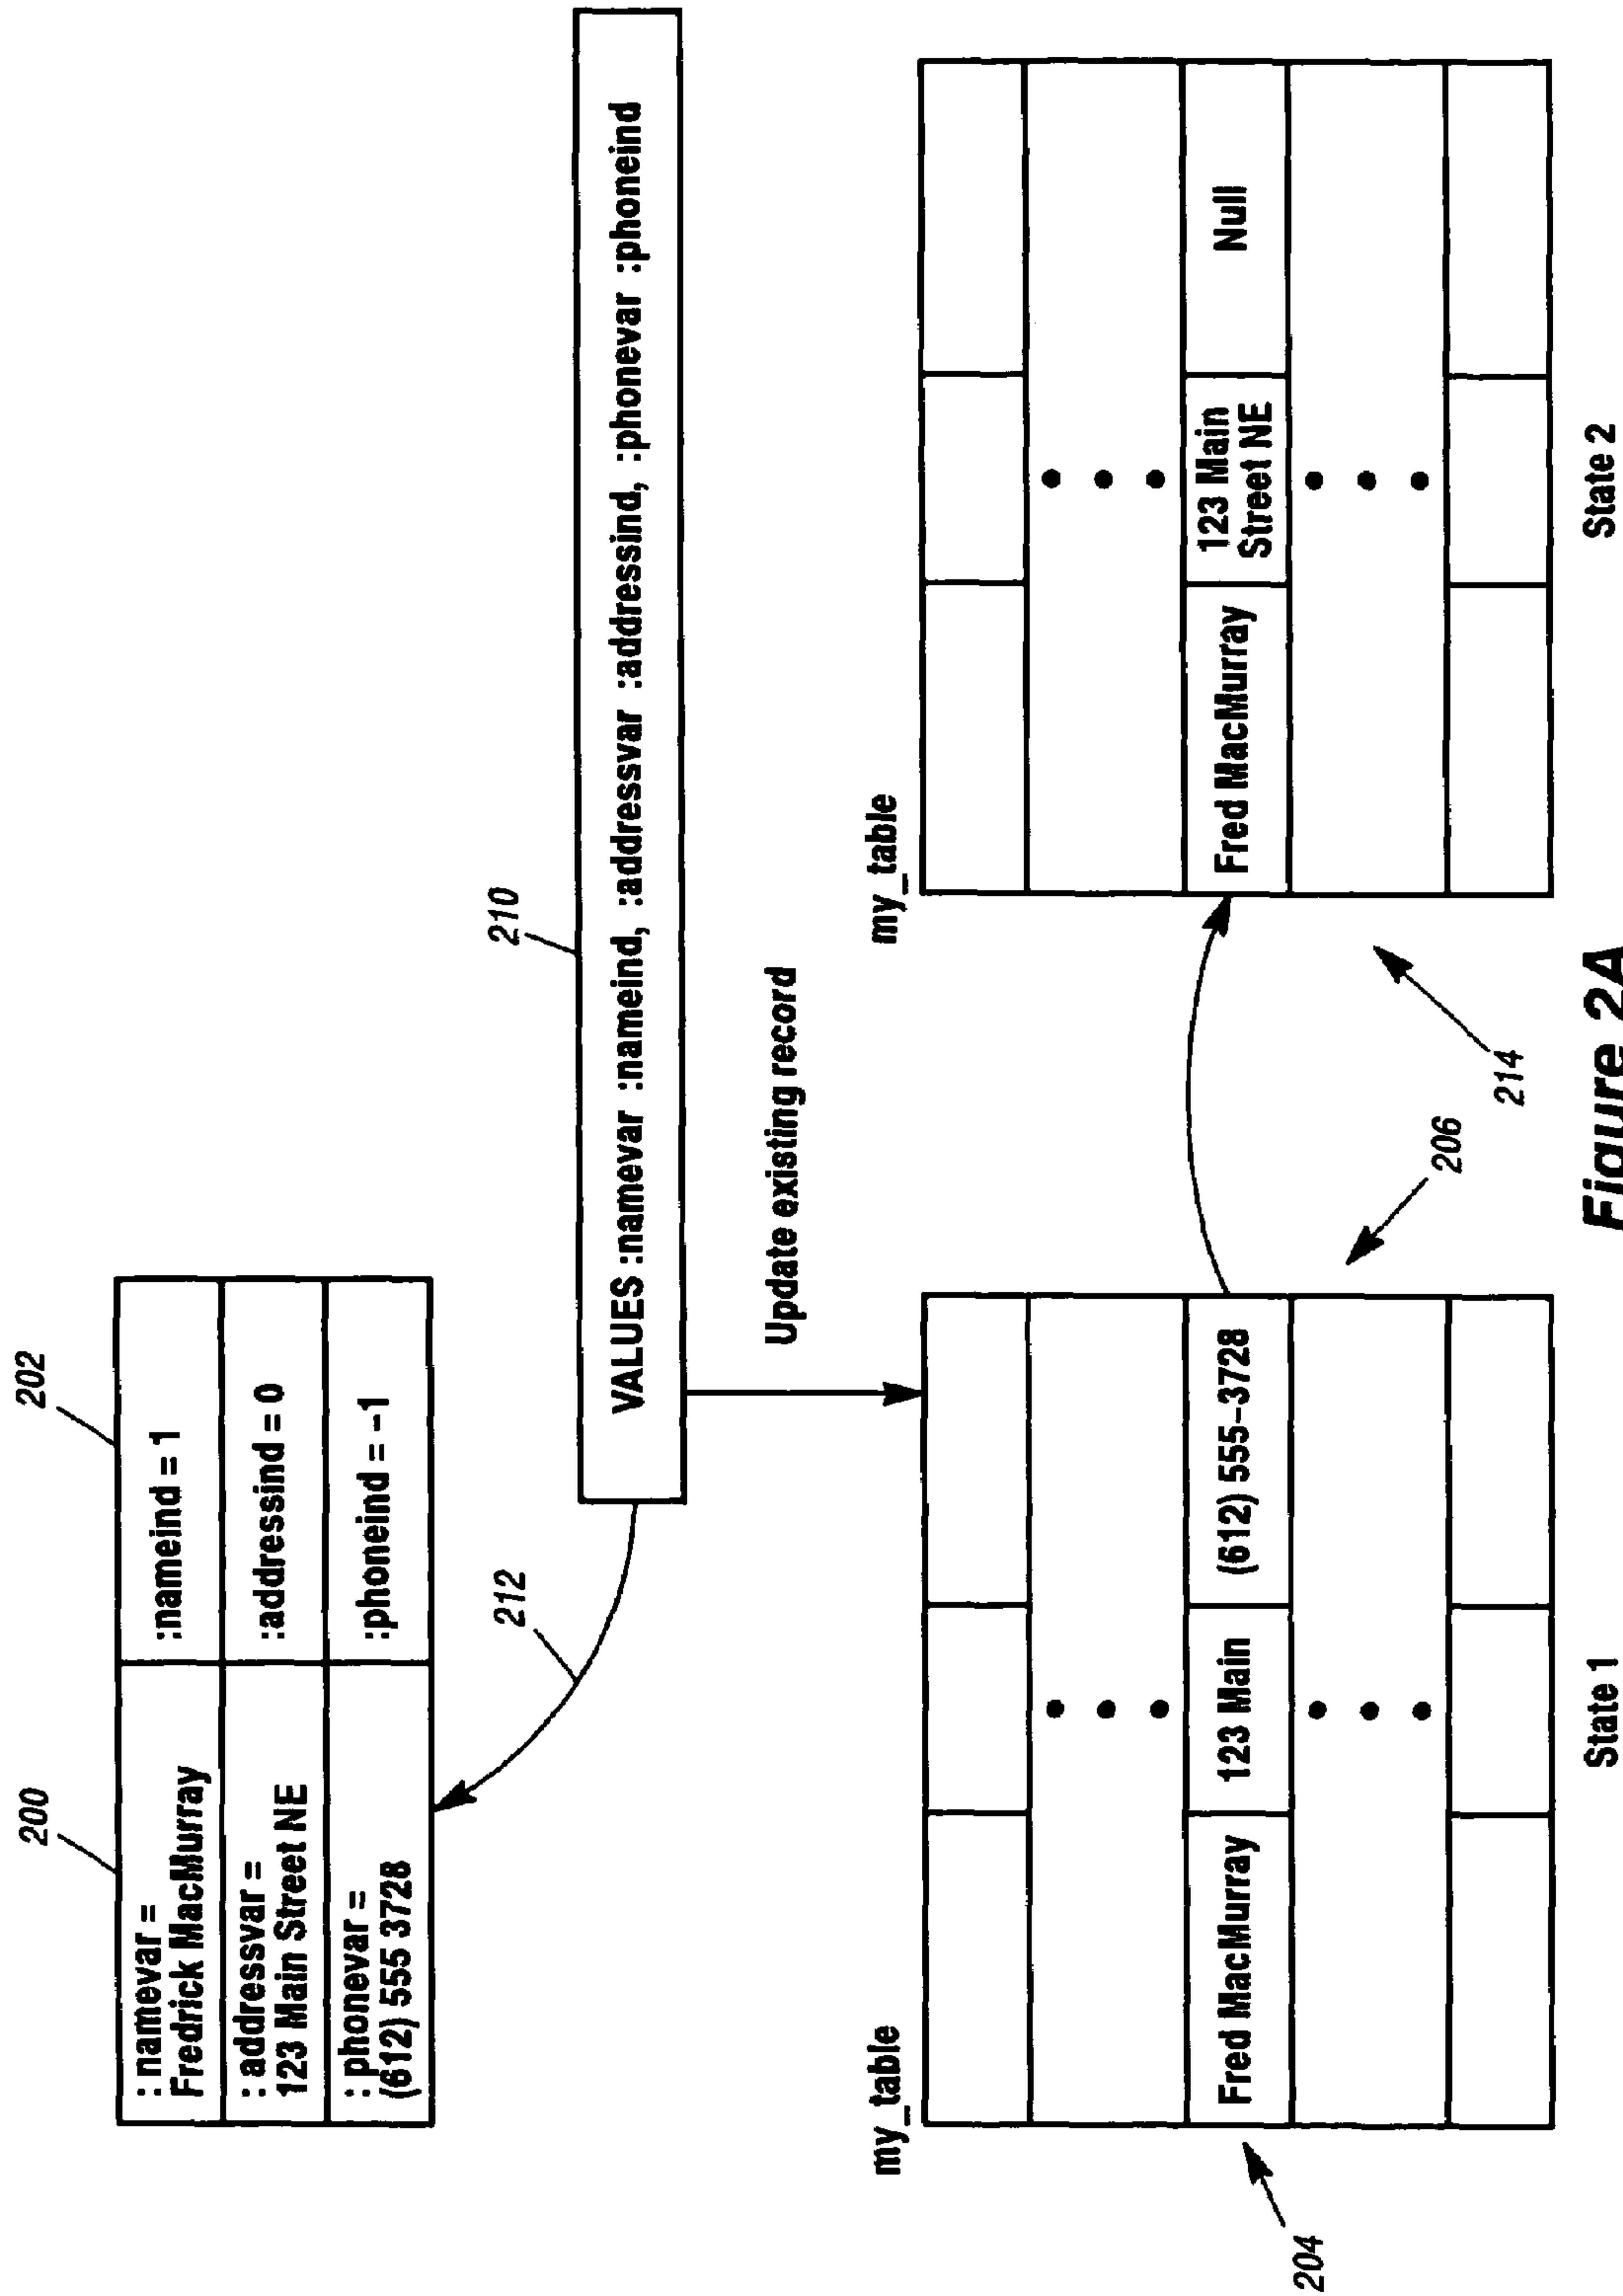 200
202
: namevar =
Fredrick MacMurray
:nameind = 1
: addressvar =
123 Main Street NE
:addressind = 0
: phonevar =
(612) 555 3728
:phoneind = -1
212
210
VALUES :namevar :nameind, :addressvar :addressind, :phonevar :phoneind
Update existing record
my_table
204
Fred MacMurray
123 Main
(612) 555-3728
206
State 1
my_table
Fred MacMurray
123 Main
Street NE
Null
214
State 2
Figure 2A